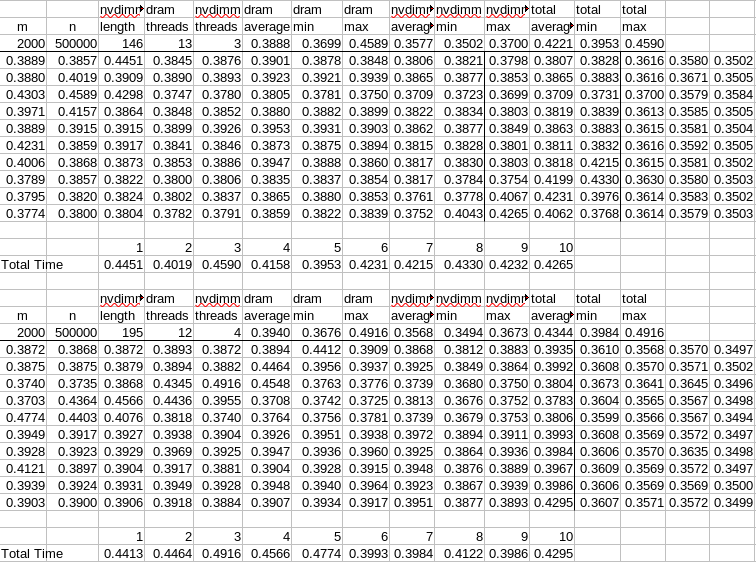 nvdimm dram nvdimm dram dram dram nvdimm nvdimm nvdimm total total total
m n length threads threads average min max averag min max averag min max
2000 500000 146 13 3 0.3888 0.3699 0.4589 0.3577 0.3502 0.3700 0.4221 0.3953 0.4590
0.3889 0.3857 0.4451 0.3845 0.3876 0.3901 0.3878 0.3848 0.3806 0.3821 0.3798 0.3807 0.3828 0.3616 0.3580 0.3502
0.3880 0.4019 0.3909 0.3890 0.3893 0.3923 0.3921 0.3939 0.3865 0.3877 0.3853 0.3865 0.3883 0.3616 0.3671 0.3505
0.4303 0.4589 0.4298 0.3747 0.3780 0.3805 0.3781 0.3750 0.3709 0.3723 0.3699 0.3709 0.3731 0.3700 0.3579 0.3584
0.3971 0.4157 0.3864 0.3848 0.3852 0.3880 0.3882 0.3899 0.3822 0.3834 0.3803 0.3819 0.3839 0.3613 0.3585 0.3505
0.3889 0.3915 0.3915 0.3899 0.3926 0.3953 0.3931 0.3903 0.3862 0.3877 0.3849 0.3863 0.3883 0.3615 0.3581 0.3504
0.4231 0.3859 0.3917 0.3841 0.3846 0.3873 0.3875 0.3894 0.3815 0.3828 0.3801 0.3811 0.3832 0.3616 0.3592 0.3505
0.4006 0.3868 0.3873 0.3853 0.3886 0.3947 0.3888 0.3860 0.3817 0.3830 0.3803 0.3818 0.4215 0.3615 0.3581 0.3502
0.3789 0.3857 0.3822 0.3800 0.3806 0.3835 0.3837 0.3854 0.3817 0.3784 0.3754 0.4199 0.4330 0.3630 0.3580 0.3503
0.3795 0.3820 0.3824 0.3802 0.3837 0.3865 0.3880 0.3853 0.3761 0.3778 0.4067 0.4231 0.3976 0.3614 0.3583 0.3502
0.3774 0.3800 0.3804 0.3782 0.3791 0.3859 0.3822 0.3839 0.3752 0.4043 0.4265 0.4062 0.3768 0.3614 0.3579 0.3503
1 2 3 4 5 6 7 8 9 10
Total Time 0.4451 0.4019 0.4590 0.4158 0.3953 0.4231 0.4215 0.4330 0.4232 0.4265
nvdimm dram nvdimm dram dram dram nvdimm nvdimm nvdimm total total total
m n length threads threads average min max averag min max averag min max
2000 500000 195 12 4 0.3940 0.3676 0.4916 0.3568 0.3494 0.3673 0.4344 0.3984 0.4916
0.3872 0.3868 0.3872 0.3893 0.3872 0.3894 0.4412 0.3909 0.3868 0.3812 0.3883 0.3935 0.3610 0.3568 0.3570 0.3497
0.3875 0.3875 0.3879 0.3894 0.3882 0.4464 0.3956 0.3937 0.3925 0.3849 0.3864 0.3992 0.3608 0.3570 0.3571 0.3502
0.3740 0.3735 0.3868 0.4345 0.4916 0.4548 0.3763 0.3776 0.3739 0.3680 0.3750 0.3804 0.3673 0.3641 0.3645 0.3496
0.3703 0.4364 0.4566 0.4436 0.3955 0.3708 0.3742 0.3725 0.3813 0.3676 0.3752 0.3783 0.3604 0.3565 0.3567 0.3498
0.4774 0.4403 0.4076 0.3818 0.3740 0.3764 0.3756 0.3781 0.3739 0.3679 0.3753 0.3806 0.3599 0.3566 0.3567 0.3494
0.3949 0.3917 0.3927 0.3938 0.3904 0.3926 0.3951 0.3938 0.3972 0.3894 0.3911 0.3993 0.3608 0.3569 0.3572 0.3497
0.3928 0.3923 0.3929 0.3969 0.3925 0.3947 0.3936 0.3960 0.3925 0.3864 0.3936 0.3984 0.3606 0.3570 0.3635 0.3498
0.4121 0.3897 0.3904 0.3917 0.3881 0.3904 0.3928 0.3915 0.3948 0.3876 0.3889 0.3967 0.3609 0.3569 0.3572 0.3497
0.3939 0.3924 0.3931 0.3949 0.3928 0.3948 0.3940 0.3964 0.3923 0.3867 0.3939 0.3986 0.3606 0.3569 0.3569 0.3500
0.3903 0.3900 0.3906 0.3918 0.3884 0.3907 0.3934 0.3917 0.3951 0.3877 0.3893 0.4295 0.3607 0.3571 0.3572 0.3499
1 2 3 4 5 6 7 8 9 10
Total Time 0.4413 0.4464 0.4916 0.4566 0.4774 0.3993 0.3984 0.4122 0.3986 0.4295